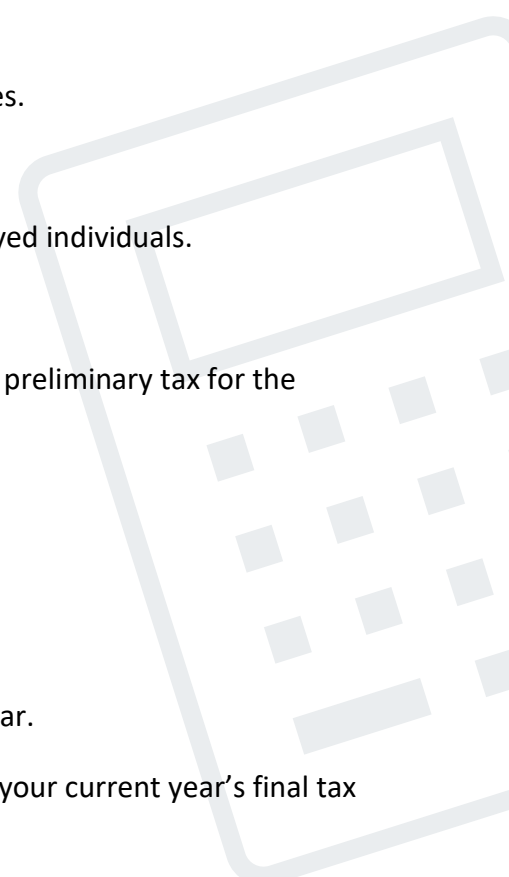 es.
yed individuals.
preliminary tax for the
ar.
your current year's final tax